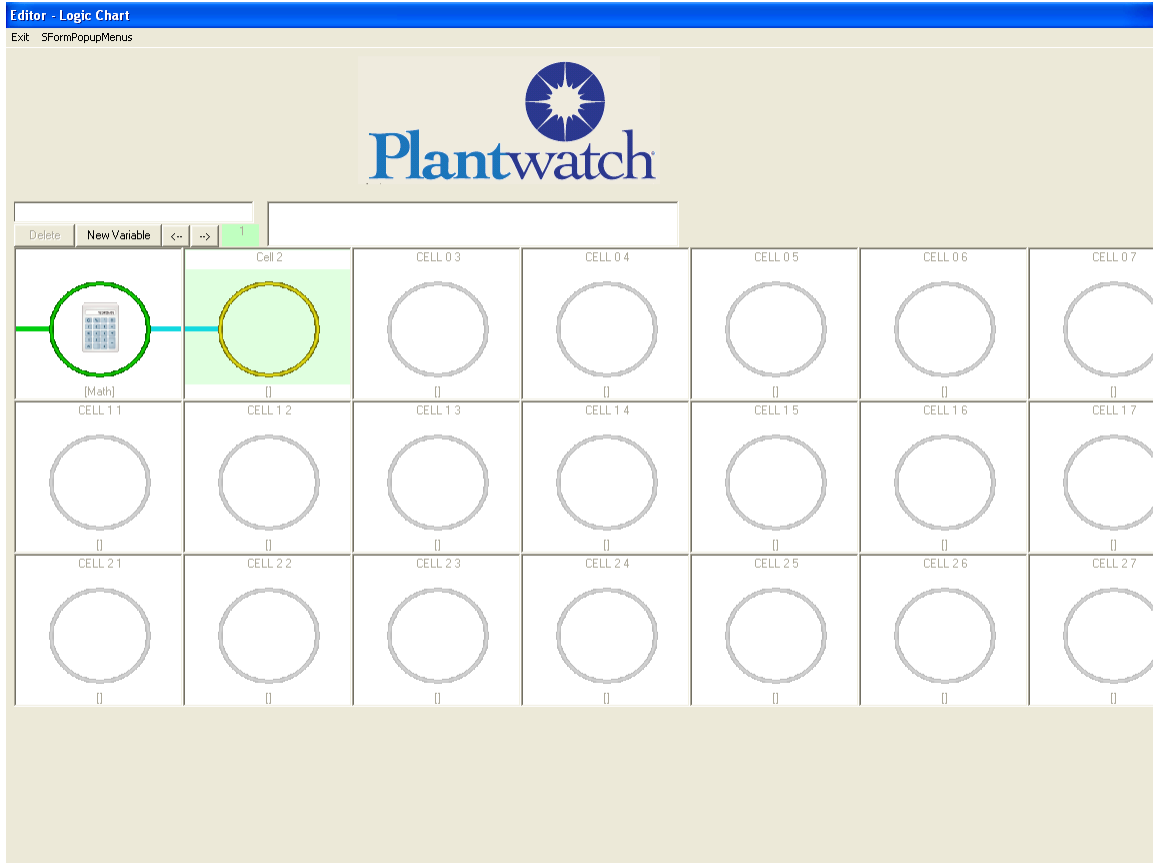 Editor - Logic Chart
Exit SFormPopupMenus
Plantwatch
Delete New Variable <-- --> 1
Cell 2 CELL 0 3 CELL 0 4 CELL 0 5 CELL 0 6 CELL 0 7
[Math] [] [] [] [] [] []
CELL 1 1 CELL 1 2 CELL 1 3 CELL 1 4 CELL 1 5 CELL 1 6 CELL 1 7
[] [] [] [] [] [] []
CELL 2 1 CELL 2 2 CELL 2 3 CELL 2 4 CELL 2 5 CELL 2 6 CELL 2 7
[] [] [] [] [] [] []